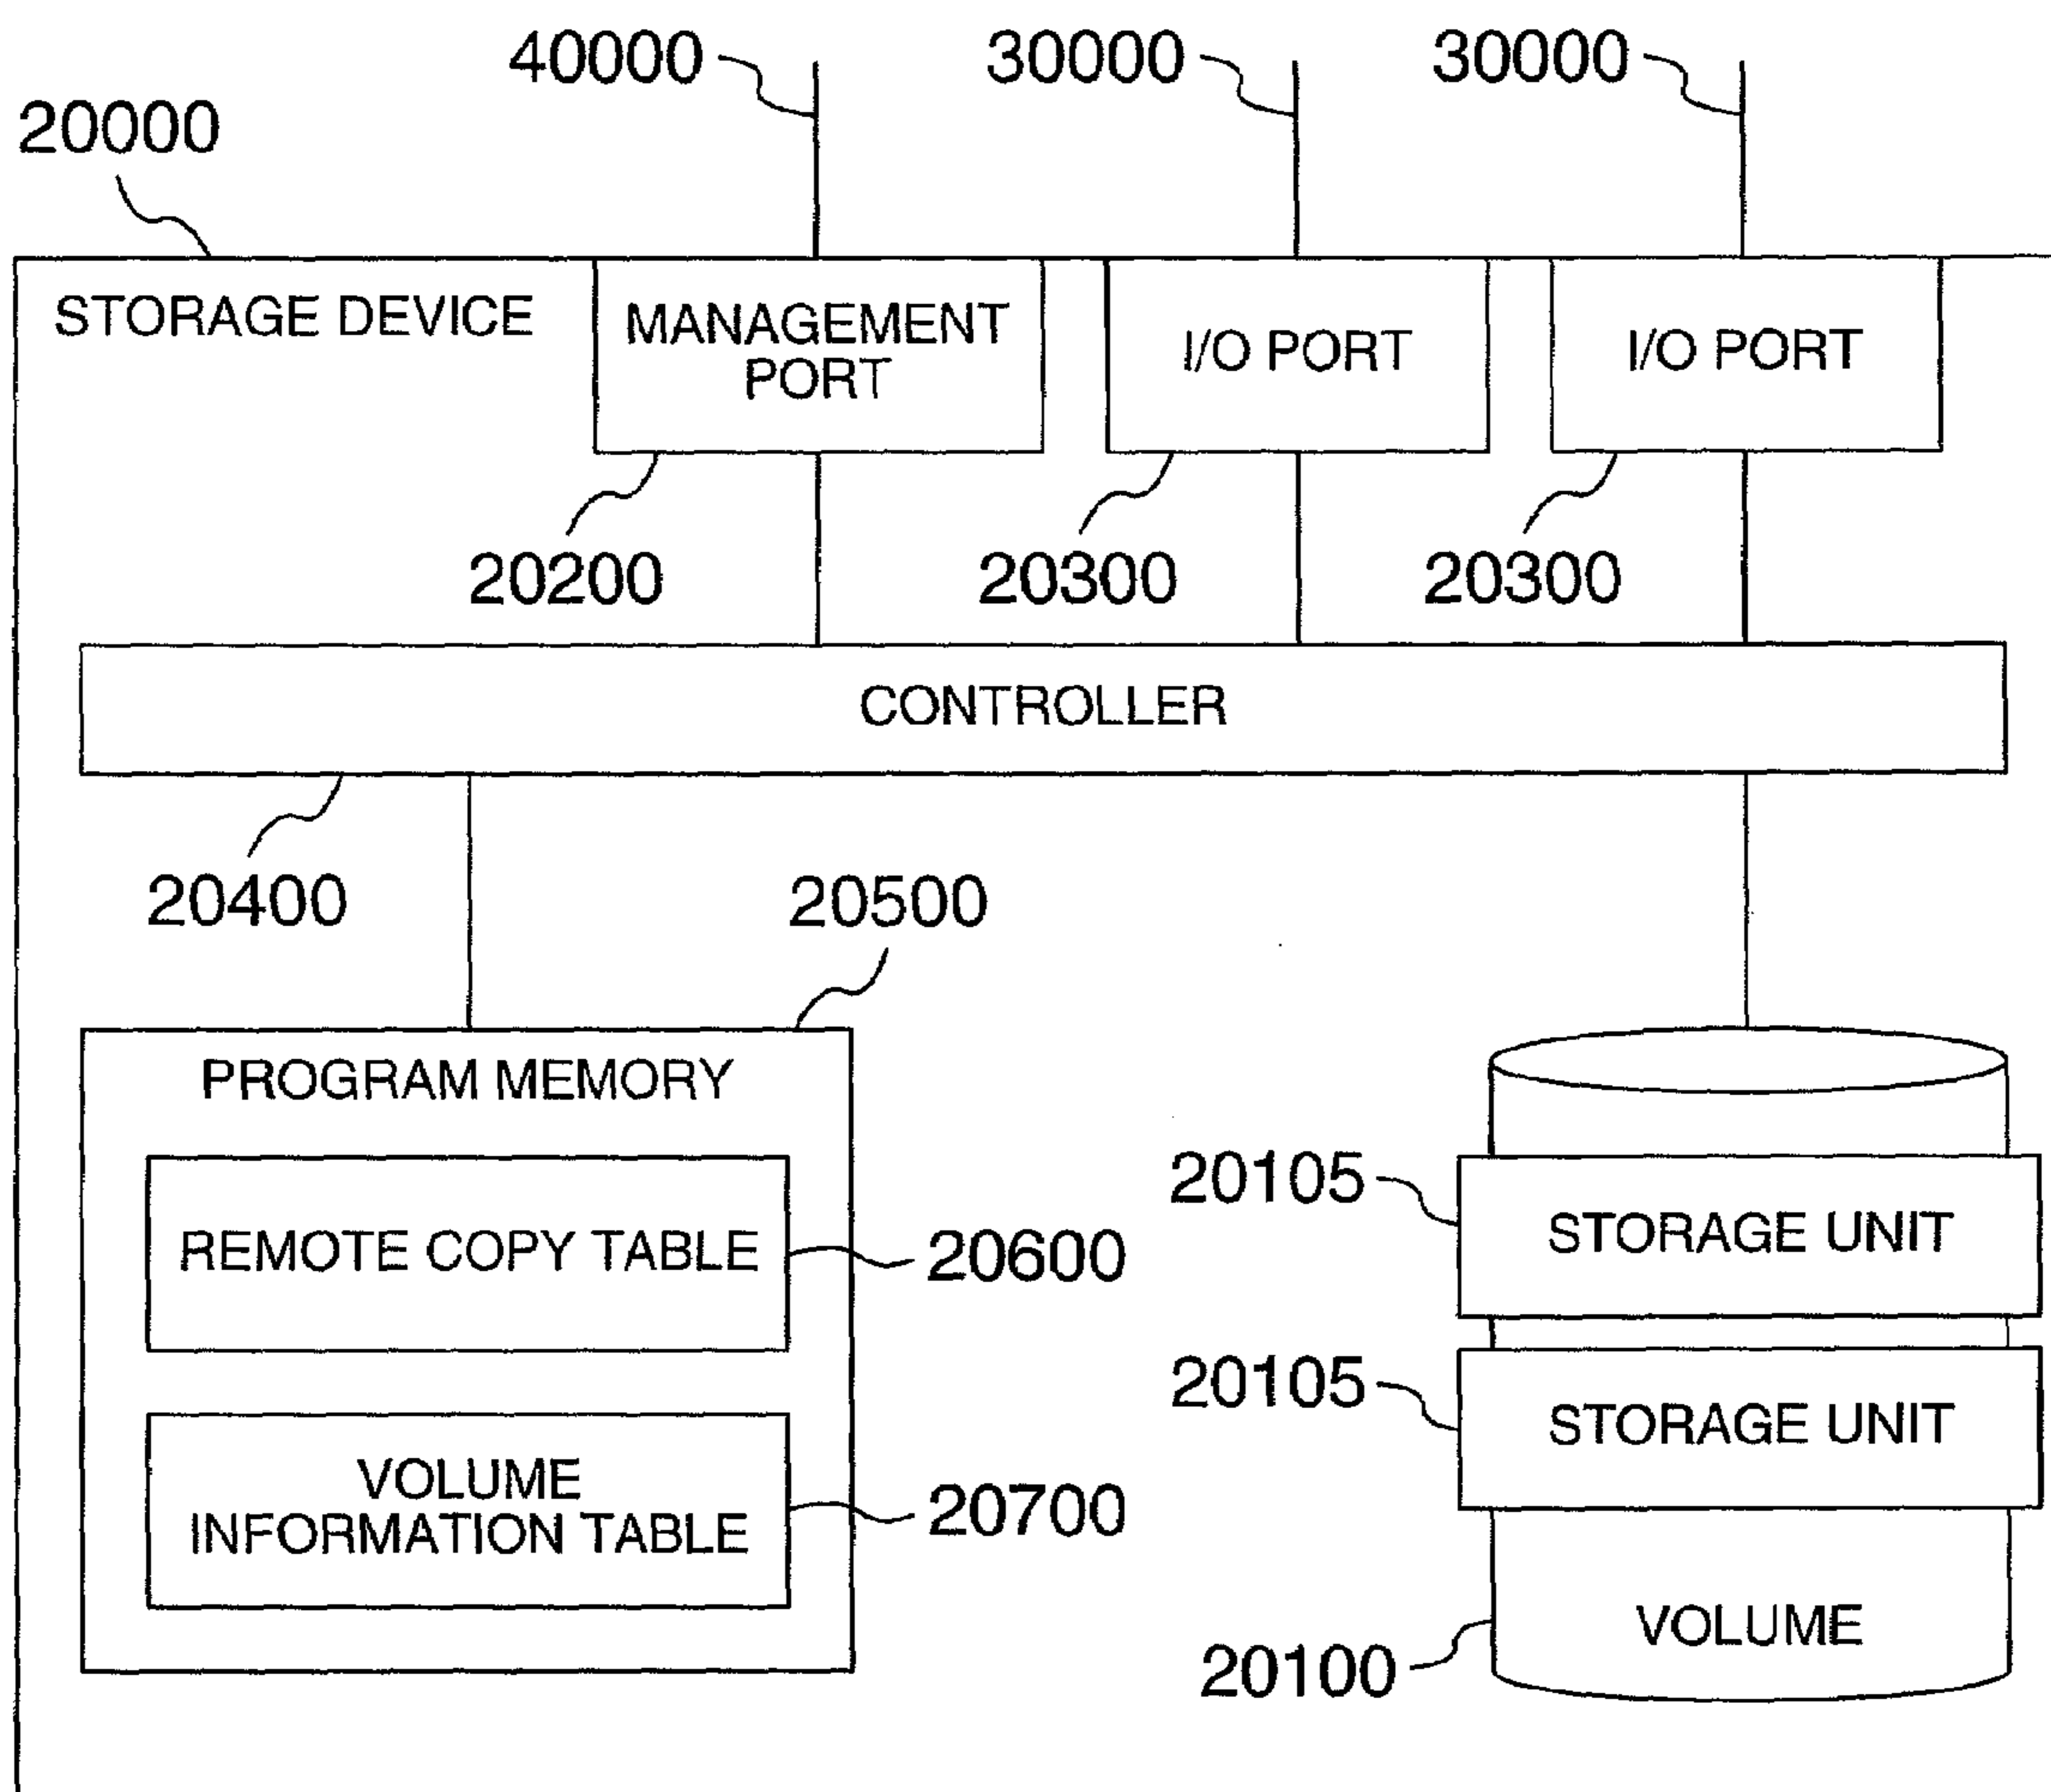 40000
30000
30000
20000
STORAGE DEVICE
MANAGEMENT
PORT
I/O PORT
I/O PORT
20200
20300
20300
CONTROLLER
20400
20500
PROGRAM MEMORY
REMOTE COPY TABLE
20600
VOLUME
INFORMATION TABLE
20700
20105
STORAGE UNIT
20105
STORAGE UNIT
VOLUME
20100